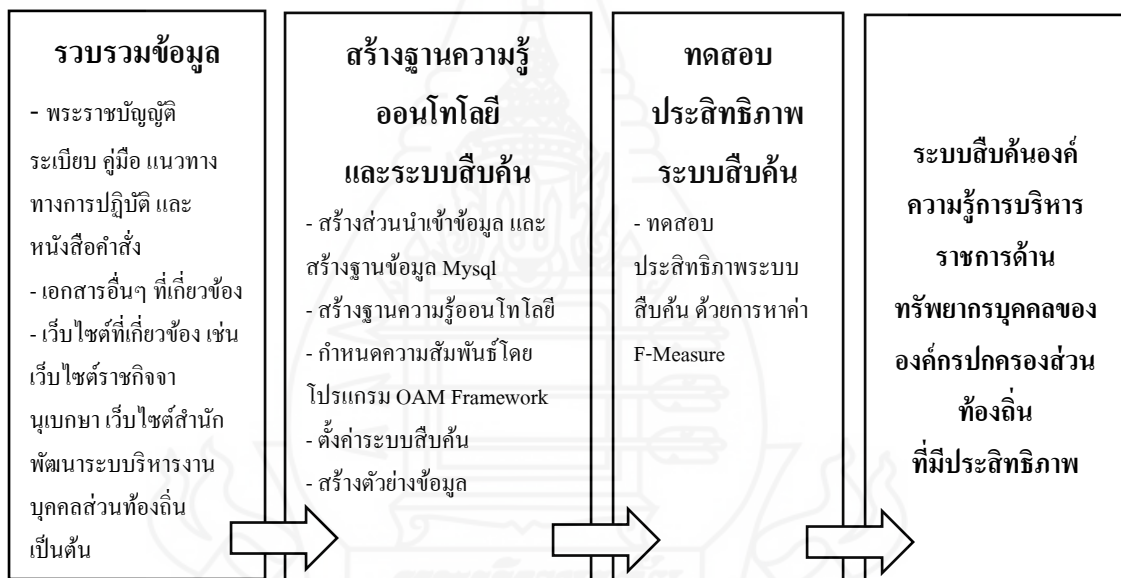 รวบรวมข้อมูล
- พระราชบัญญัติ
ระเบียบ คู่มือ แนวทาง
ทางการปฏิบัติ และ
หนังสือคำสั่ง
- เอกสารอื่นๆ ที่เกี่ยวข้อง
- เว็บไซต์ที่เกี่ยวข้อง เช่น
เว็บไซต์ราชกิจจา
นุเบกษา เว็บไซต์สำนัก
พัฒนาระบบบริหารงาน
บุคคลส่วนท้องถิ่น
เป็นต้น
สร้างฐานความรู้
ออนโทโลยี
และระบบสืบค้น
- สร้างส่วนนำเข้าข้อมูล และ
สร้างฐานข้อมูล Mysql
- สร้างฐานความรู้ออนโทโลยี
- กำหนดความสัมพันธ์โดย
โปรแกรม OAM Framework
- ตั้งค่าระบบสืบค้น
- สร้างตัวอย่างข้อมูล
ทดสอบ
ประสิทธิภาพ
ระบบสืบค้น
- ทดสอบ
ประสิทธิภาพระบบ
สืบค้น ด้วยการหาค่า
F-Measure
ระบบสืบค้นองค์
ความรู้การบริหาร
ราชการด้าน
ทรัพยากรบุคคลของ
องค์กรปกครองส่วน
ท้องถิ่น
ที่มีประสิทธิภาพ